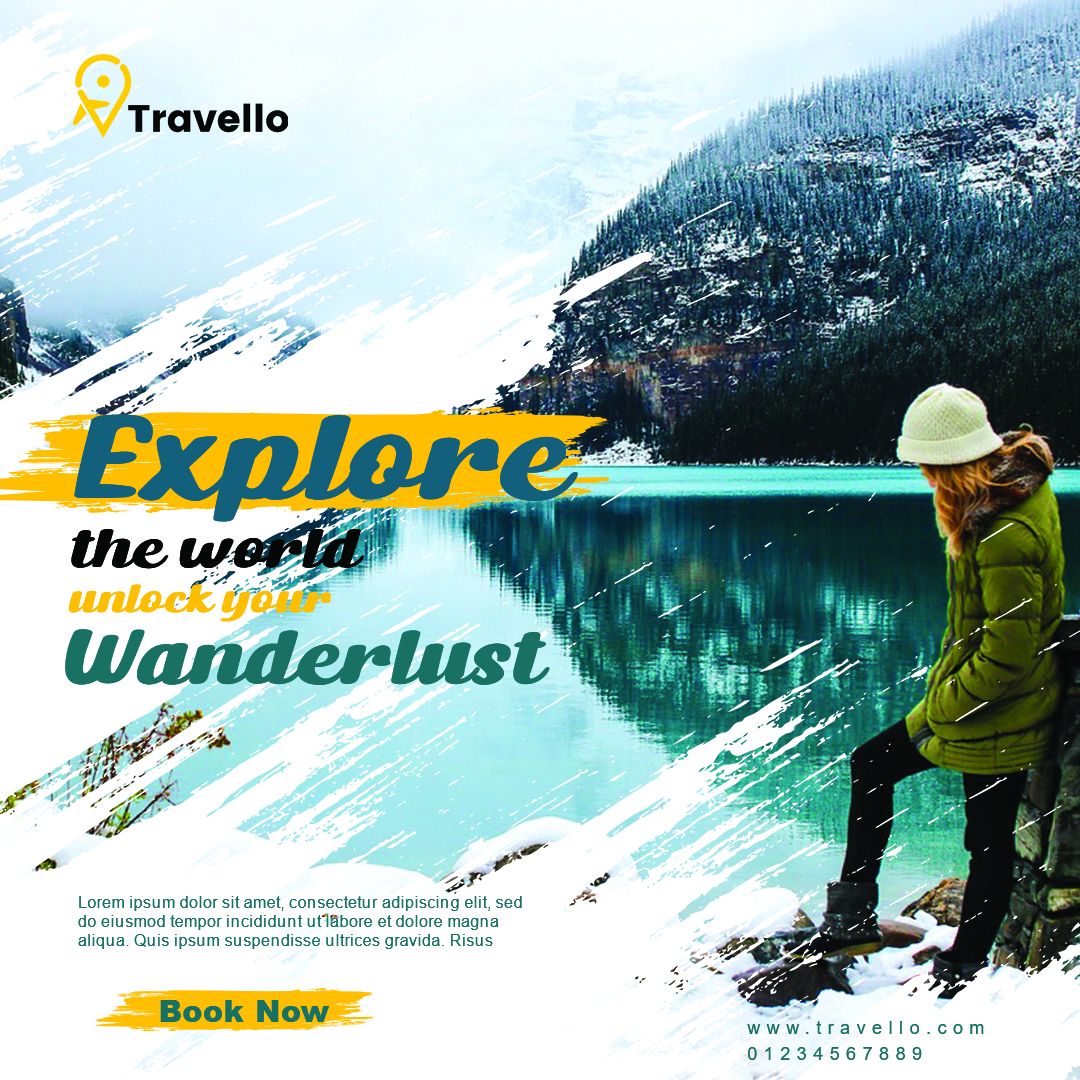 Travello
Explore
the world
unlock your
Wanderlust
Lorem ipsum dolor sit amet, consectetur adipiscing elit, sed
do eiusmod tempor incididunt ut labore et dolore magna
aliqua. Quis ipsum suspendisse ultrices gravida. Risus
Book Now
www.travello.com
01234567889